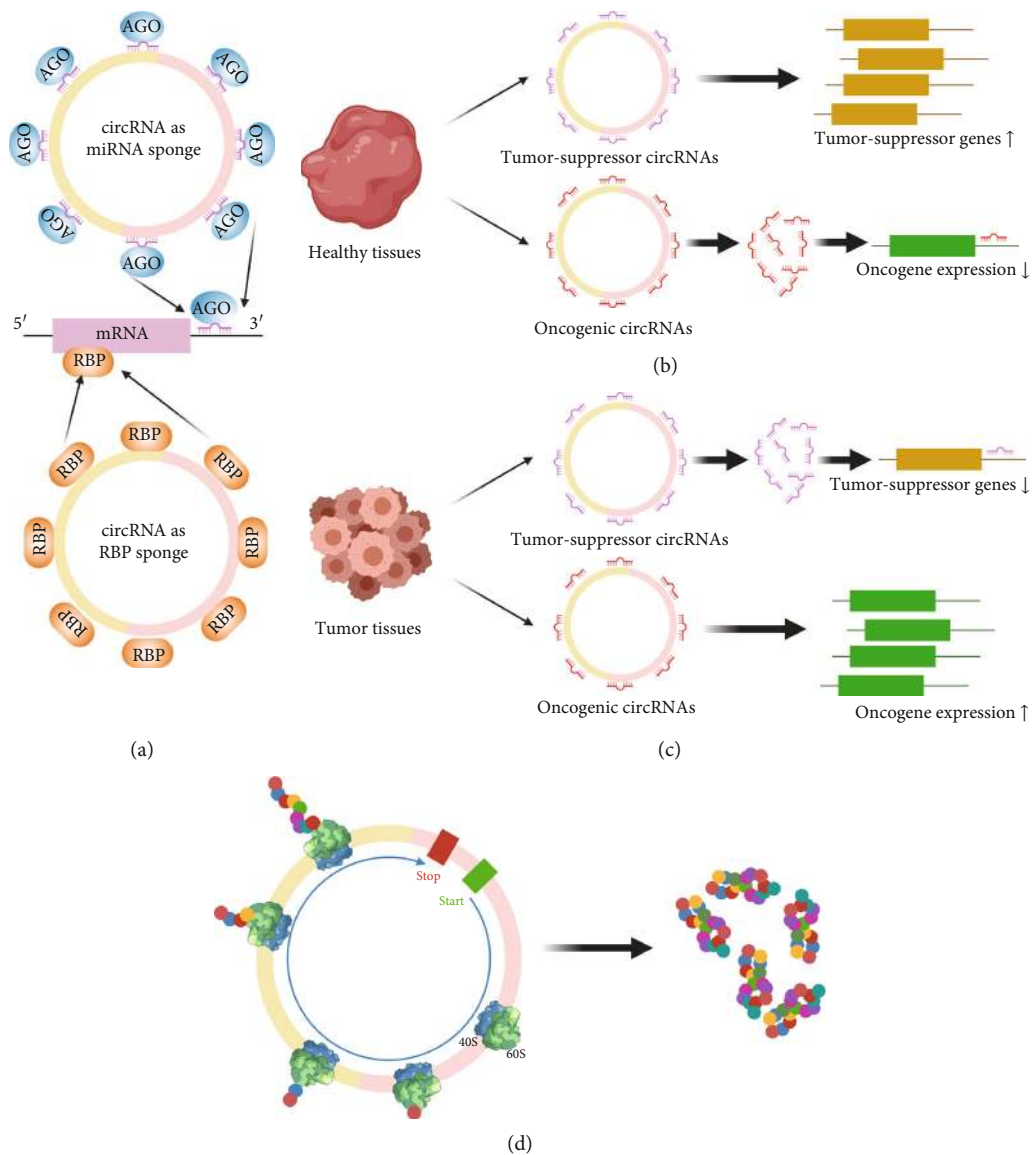 AGO
AGO
AGO
AGO
AGO
AGO
AGO
AGO
circRNA as
miRNA sponge
AGO
5′
mRNA
3′
RBP
RBP
RBP
RBP
RBP
RBP
RBP
RBP
RBP
circRNA as
RBP sponge
(a)
Healthy tissues
Tumor-suppressor circRNAs
Tumor-suppressor genes ↑
Oncogenic circRNAs
Oncogene expression ↓
(b)
Tumor tissues
Tumor-suppressor circRNAs
Tumor-suppressor genes ↓
Oncogenic circRNAs
Oncogene expression ↑
(c)
Stop
Start
40S
60S
(d)